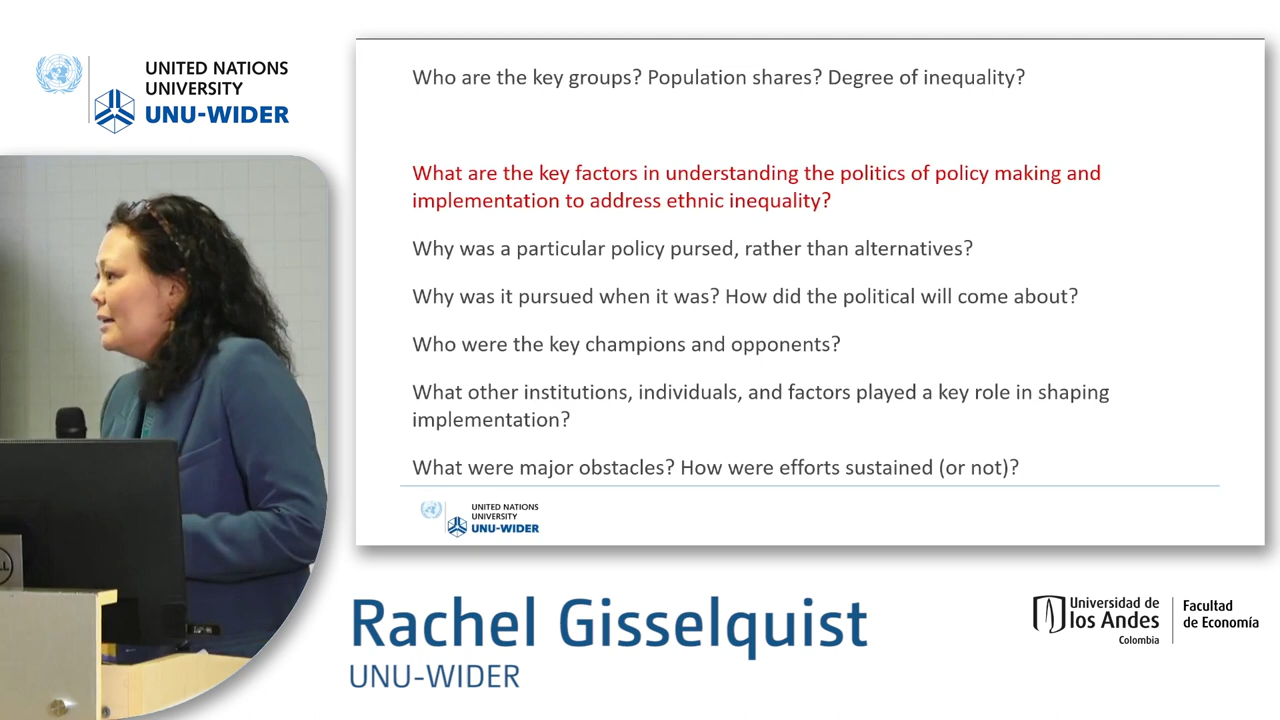 UNITED NATIONS
UNIVERSITY
UNU-WIDER
Who are the key groups? Population shares? Degree of inequality?
What are the key factors in understanding the politics of policy making and
implementation to address ethnic inequality?
Why was a particular policy pursed, rather than alternatives?
Why was it pursued when it was? How did the political will come about?
Who were the key champions and opponents?
What other institutions, individuals, and factors played a key role in shaping
implementation?
What were major obstacles? How were efforts sustained (or not)?
UNITED NATIONS
UNIVERSITY
UNU-WIDER
Rachel Gisselquist
UNU-WIDER
Universidad de
los Andes
Colombia
Facultad
de Economía